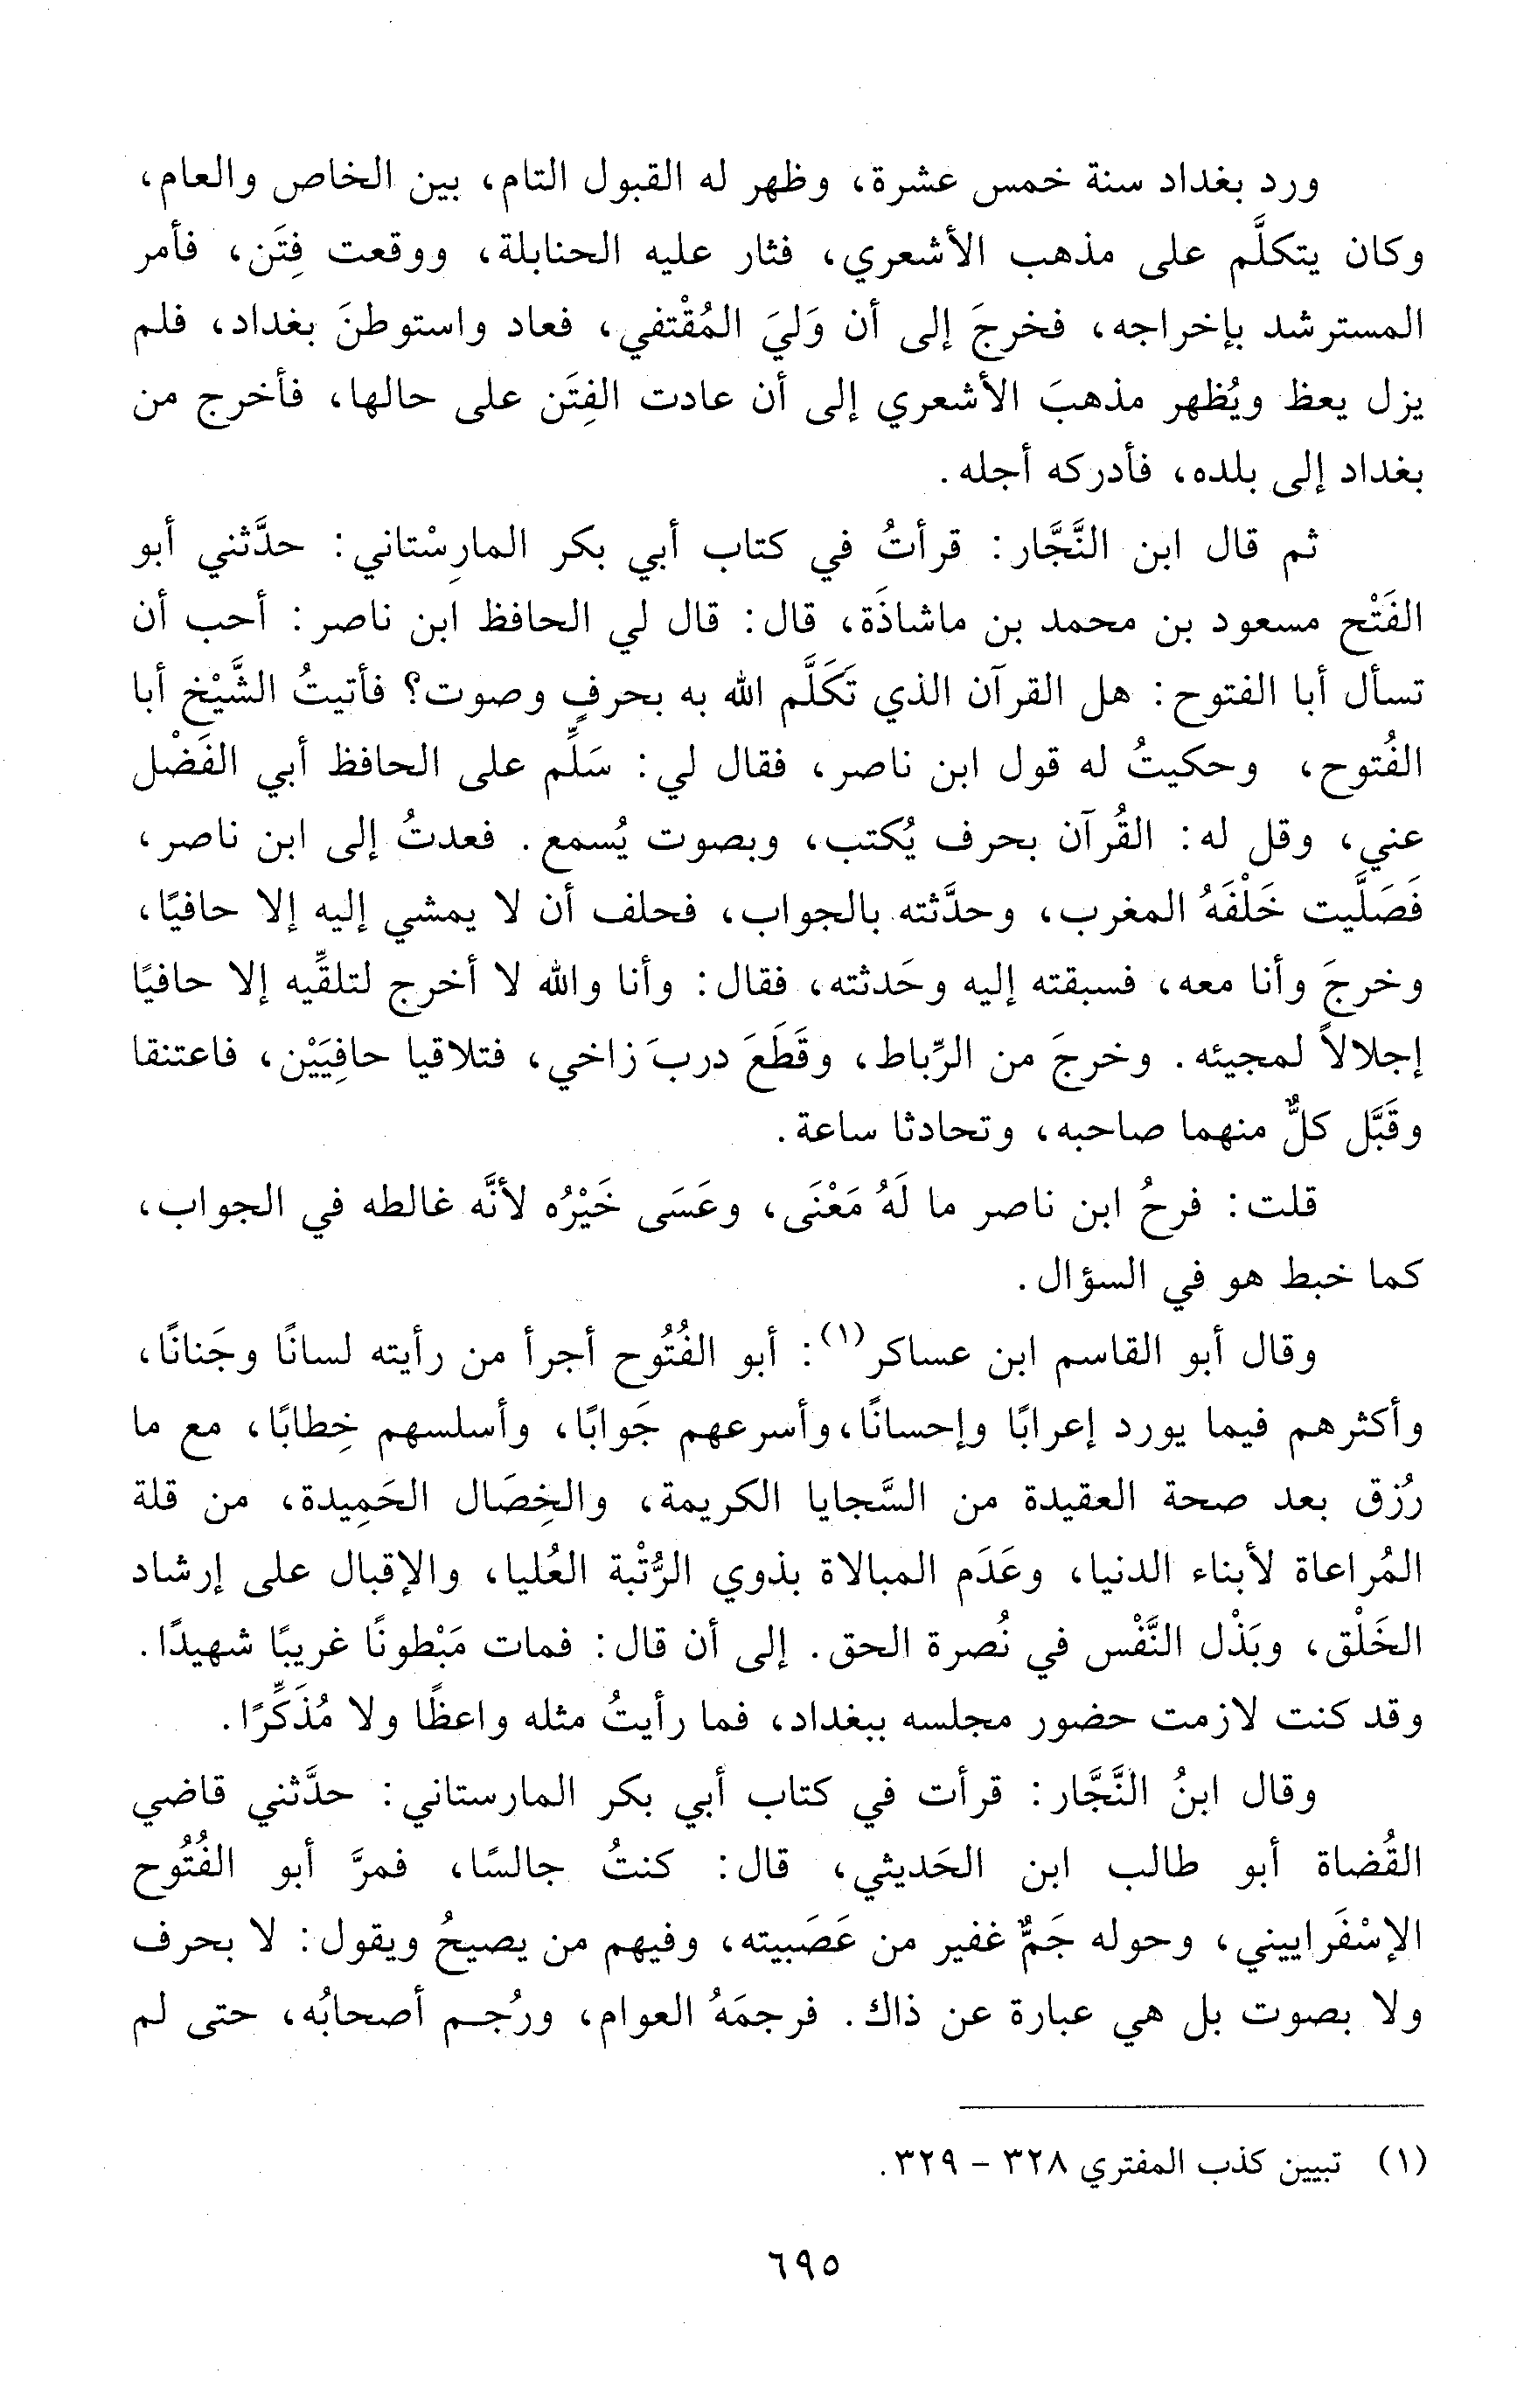 ورد بغداد سنة خمس عشرة، وظهر له القبول التام، بين الخاص والعام،
وكان يتكلَّم على مذهب الأشعري، فثار عليه الحنابلة، ووقعت فِتَن، فأمر
المسترشد بإخراجه، فخرجَ إلى أن وَليَ المُقْتفي، فعاد واستوطنَ بغداد، فلم
يزل يعظ ويُظهر مذهبَ الأشعري إلى أن عادت الفِتَن على حالها، فأخرج من
بغداد إلى بلده، فأدركه أجله.
ثم قال ابن النَّجَّار: قرأتُ في كتاب أبي بكر المارِسْتاني: حدَّثني أبو
الفَتْح مسعود بن محمد بن ماشاذَة، قال: قال لي الحافظ ابن ناصر: أحب أن
تسأل أبا الفتوح: هل القرآن الذي تَكَلَّم الله به بحرفٍ وصوت؟ فأتيتُ الشَّيْخ أبا
الفُتوح، وحكيتُ له قول ابن ناصر، فقال لي: سَلِّم على الحافظ أبي الفَضْل
عني، وقل له: القُرآن بحرف يُكتب، وبصوت يُسمع. فعدتُ إلى ابن ناصر،
فَصَلَّيت خَلْفَهُ المغرب، وحدَّثته بالجواب، فحلف أن لا يمشي إليه إلا حافيًا،
وخرجَ وأنا معه، فسبقته إليه وحَدثته، فقال: وأنا والله لا أخرج لتلقِّيه إلا حافيًا
إجلالاً لمجيئه. وخرجَ من الرِّباط، وقَطَعَ دربَ زاخي، فتلاقيا حافِيَيْن، فاعتنقا
وقَبَّل كلٌّ منهما صاحبه، وتحادثا ساعة.
قلت: فرحُ ابن ناصر ما لَهُ مَعْنَى، وعَسَى خَيْرُه لأنَّه غالطه في الجواب،
كما خبط هو في السؤال.
وقال أبو القاسم ابن عساكر(١): أبو الفُتُوح أجرأ من رأيته لسانًا وجَنانًا،
وأكثرهم فيما يورد إعرابًا وإحسانًا، وأسرعهم جَوابًا، وأسلسهم خِطابًا، مع ما
رُزق بعد صحة العقيدة من السَّجايا الكريمة، والخِصَال الحَمِيدة، من قلة
المُراعاة لأبناء الدنيا، وعَدَم المبالاة بذوي الرُّتْبة العُليا، والإقبال على إرشاد
الخَلْق، وبَذْل النَّفْس في نُصرة الحق. إلى أن قال: فمات مَبْطونًا غريبًا شهيدًا.
وقد كنت لازمت حضور مجلسه ببغداد، فما رأيتُ مثله واعظًا ولا مُذَكِّرًا.
وقال ابنُ النَّجَّار: قرأت في كتاب أبي بكر المارستاني: حدَّثني قاضي
القُضاة أبو طالب ابن الحَديثي، قال: كنتُ جالسًا، فمرَّ أبو الفُتُوح
الإسْفَراييني، وحوله جَمٌّ غفير من عَصَبيته، وفيهم من يصيحُ ويقول: لا بحرف
ولا بصوت بل هي عبارة عن ذاك. فرجمَهُ العوام، ورُجم أصحابُه، حتى لم
(١) تبيين كذب المفتري ٣٢٨ - ٣٢٩.
٦٩٥